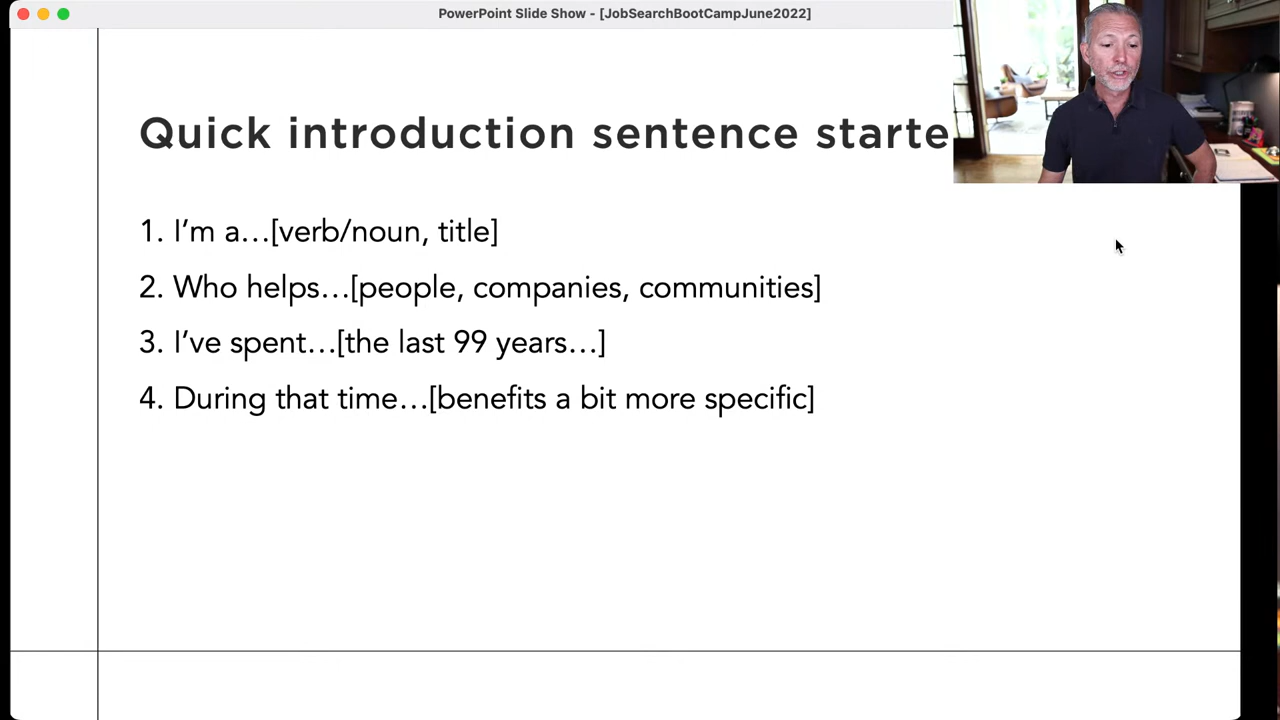 PowerPoint Slide Show - [JobSearchBootCampJune2022]
Quick introduction sentence starte
1. I’m a…[verb/noun, title]
2. Who helps…[people, companies, communities]
3. I’ve spent…[the last 99 years…]
4. During that time…[benefits a bit more specific]